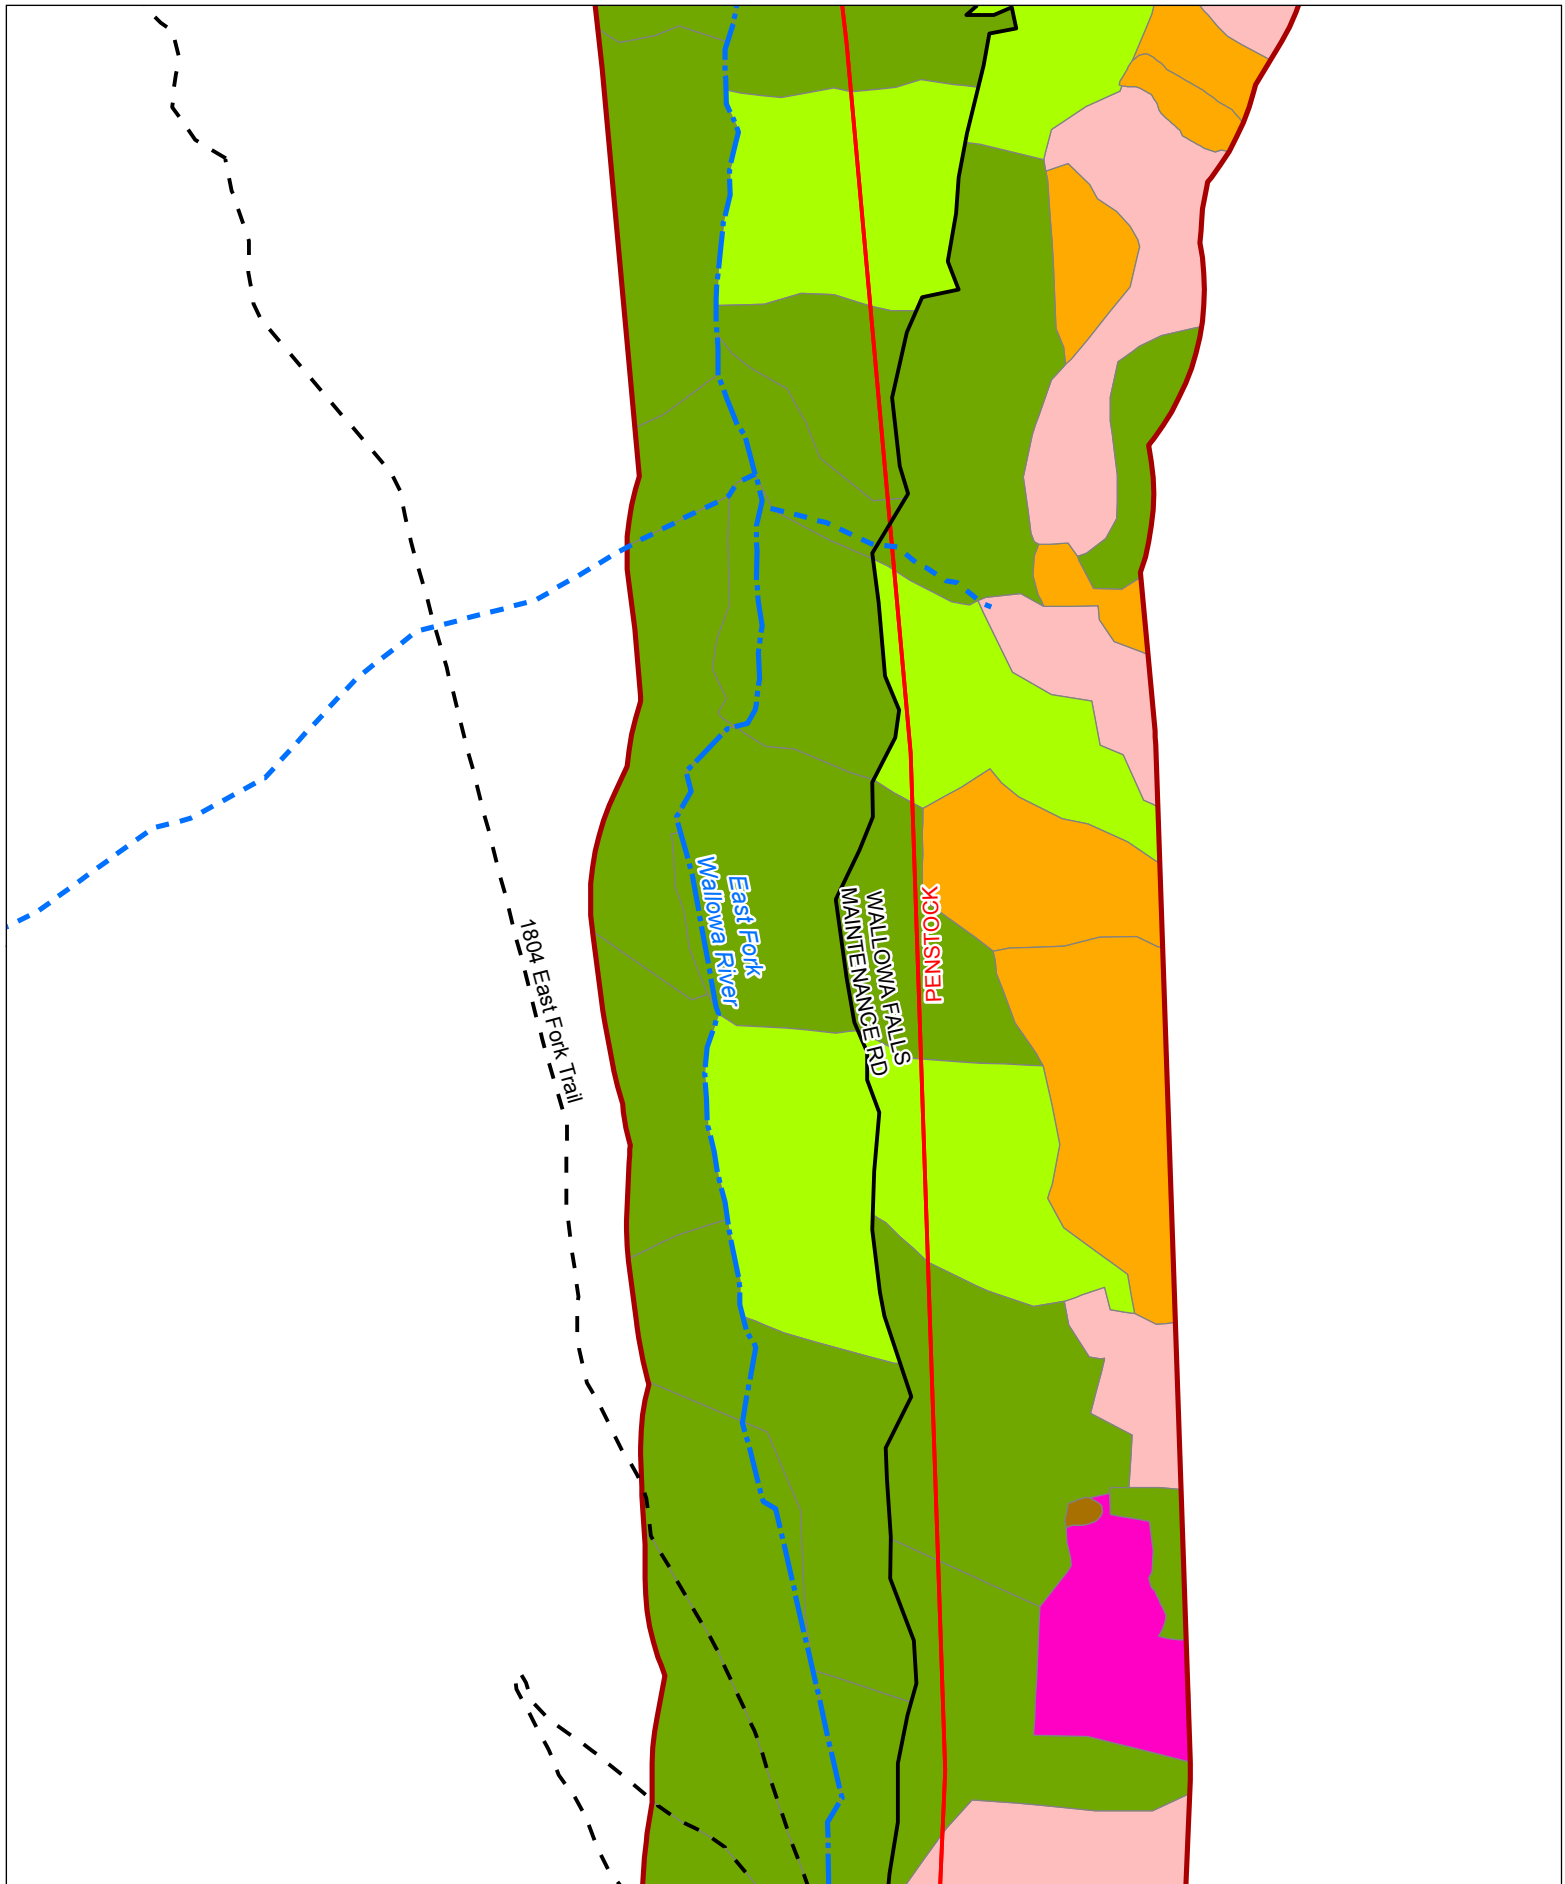 East Fork
Wallowa River
WALLOWA FALLS
MAINTENANCE RD
PENSTOCK
1804 East Fork Trail